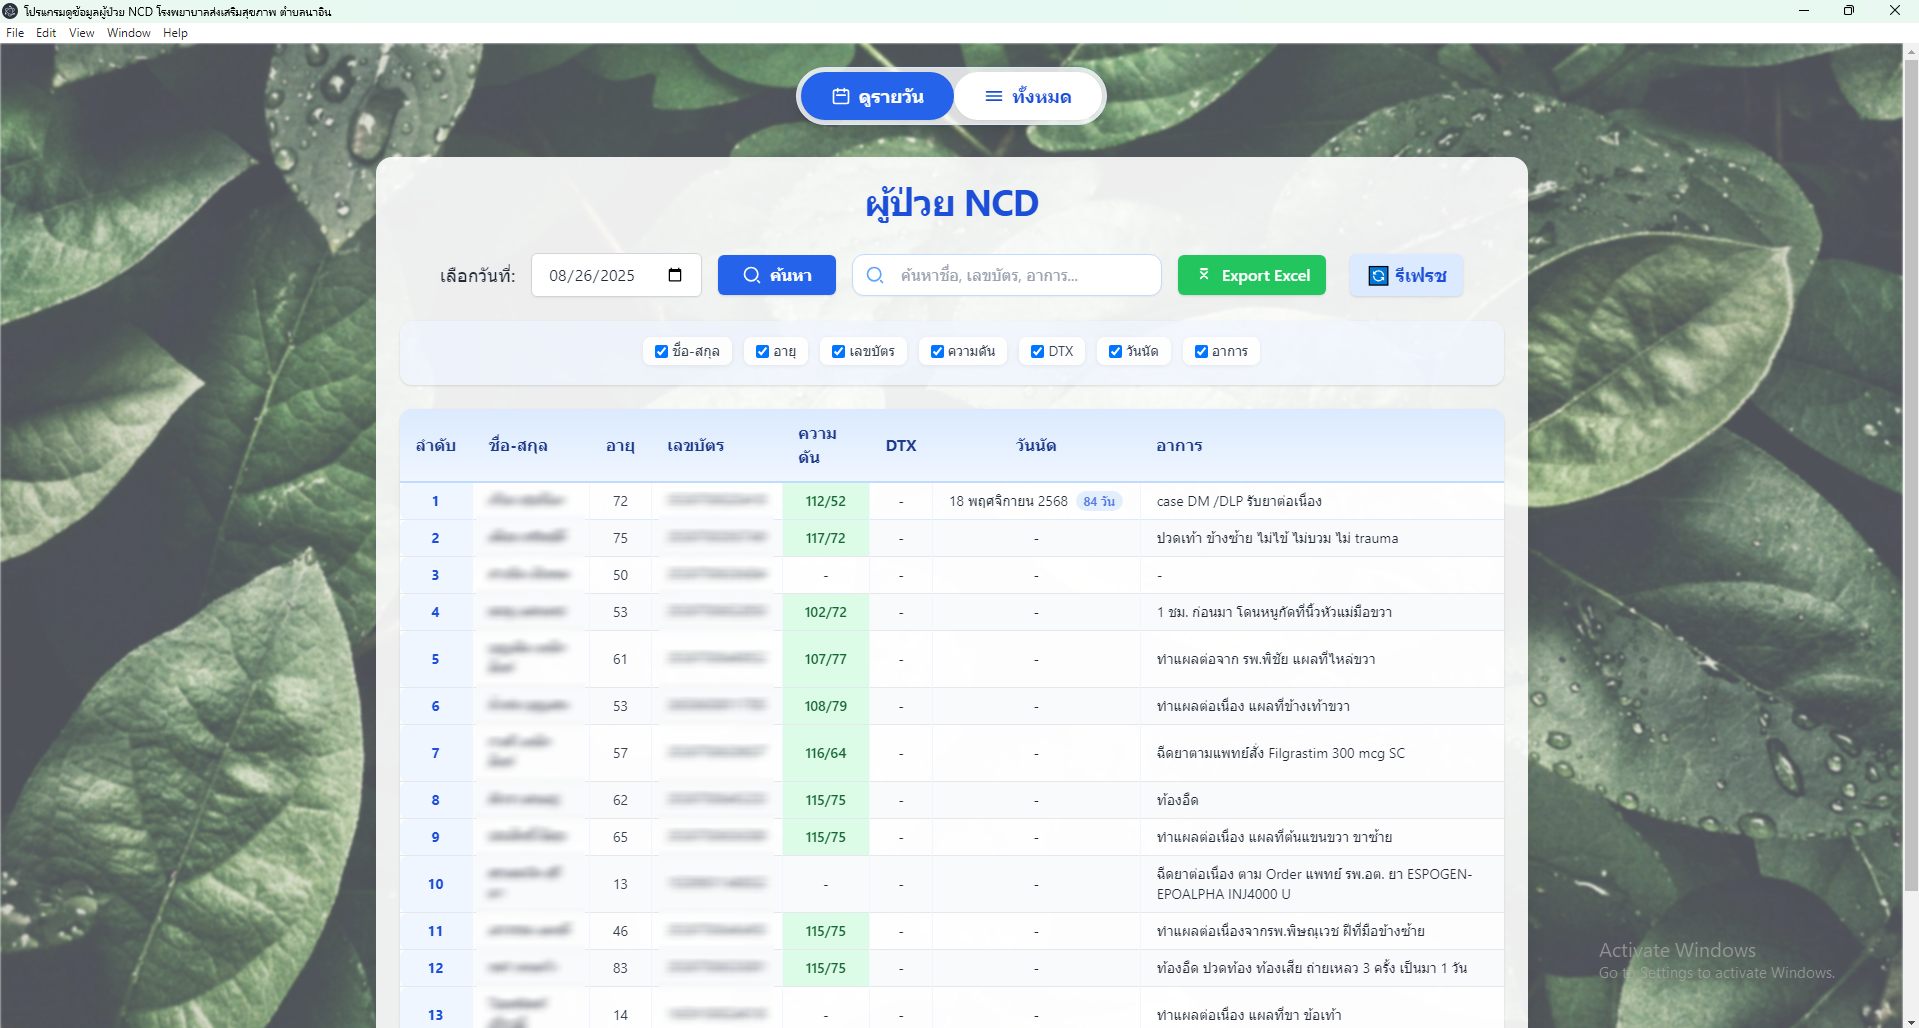 โปรแกรมดูข้อมูลผู้ป่วย NCD โรงพยาบาลส่งเสริมสุขภาพ ตำบลนาอิน
File Edit View Window Help
ดูรายวัน ทั้งหมด
ผู้ป่วย NCD
เลือกวันที่: 08/26/2025 ค้นหา ค้นหาชื่อ, เลขบัตร, อาการ... Export Excel รีเฟรช
ชื่อ-สกุล อายุ เลขบัตร ความดัน DTX วันนัด อาการ
ลำดับ ชื่อ-สกุล อายุ เลขบัตร ความดัน DTX วันนัด อาการ
1 72 112/52 - 18 พฤศจิกายน 2568 84 วัน case DM /DLP รับยาต่อเนื่อง
2 75 117/72 - - ปวดเท้า ข้างซ้าย ไม่ไข้ ไม่บวม ไม่ trauma
3 50 - - - -
4 53 102/72 - - 1 ชม. ก่อนมา โดนหนูกัดที่นิ้วหัวแม่มือขวา
5 61 107/77 - - ทำแผลต่อจาก รพ.พิชัย แผลที่ไหล่ขวา
6 53 108/79 - - ทำแผลต่อเนื่อง แผลที่ข้างเท้าขวา
7 57 116/64 - - ฉีดยาตามแพทย์สั่ง Filgrastim 300 mcg SC
8 62 115/75 - - ท้องอืด
9 65 115/75 - - ทำแผลต่อเนื่อง แผลที่ต้นแขนขวา ขาซ้าย
10 13 - - - ฉีดยาต่อเนื่อง ตาม Order แพทย์ รพ.อต. ยา ESPOGEN-
EPOALPHA INJ4000 U
11 46 115/75 - - ทำแผลต่อเนื่องจากรพ.พิษณุเวช ฝีที่มือข้างซ้าย
12 83 115/75 - - ท้องอืด ปวดท้อง ท้องเสีย ถ่ายเหลว 3 ครั้ง เป็นมา 1 วัน
13 14 - - - ทำแผลต่อเนื่อง แผลที่ขา ข้อเท้า
Activate Windows
Go to Settings to activate Windows.